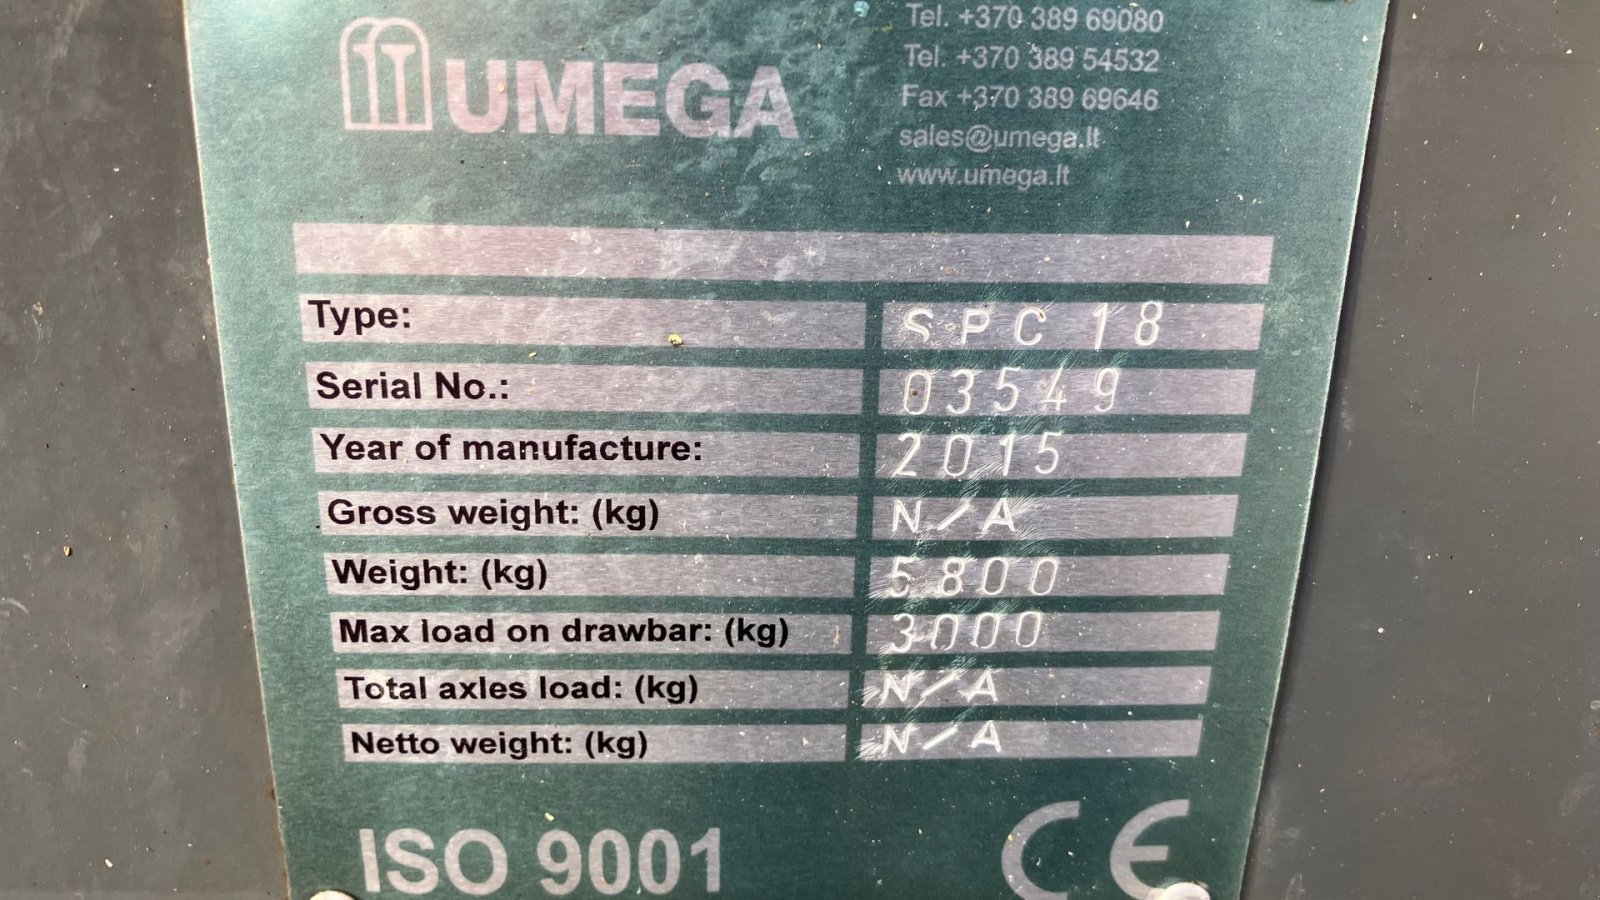 UMEGA
Tel. +370 389 69080
Tel. +370 389 54532
Fax +370 389 69646
sales@umega.lt
www.umega.lt
Type: SPC 18
Serial No.: 03549
Year of manufacture: 2015
Gross weight: (kg) N/A
Weight: (kg) 5800
Max load on drawbar: (kg) 3000
Total axles load: (kg) N/A
Netto weight: (kg) N/A
ISO 9001 CE